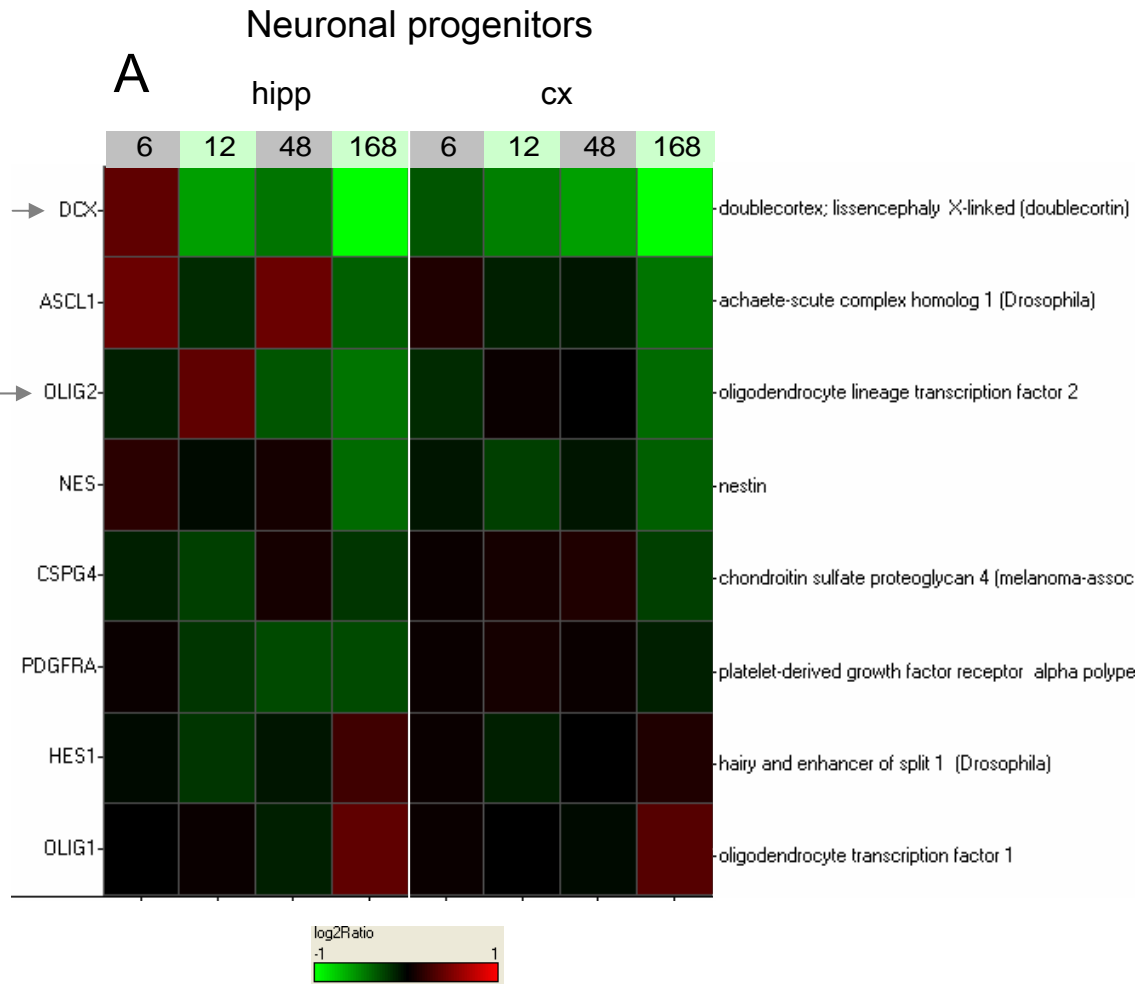 Neuronal progenitors
A
hipp cx
6 12 48 168 6 12 48 168
DCX doublecortex; lissencephaly X-linked (doublecortin)
ASCL1 achaete-scute complex homolog 1 (Drosophila)
OLIG2 oligodendrocyte lineage transcription factor 2
NES nestin
CSPG4 chondroitin sulfate proteoglycan 4 (melanoma-assoc
PDGFRA platelet-derived growth factor receptor alpha polype
HES1 hairy and enhancer of split 1 (Drosophila)
OLIG1 oligodendrocyte transcription factor 1
log2Ratio
-1 1